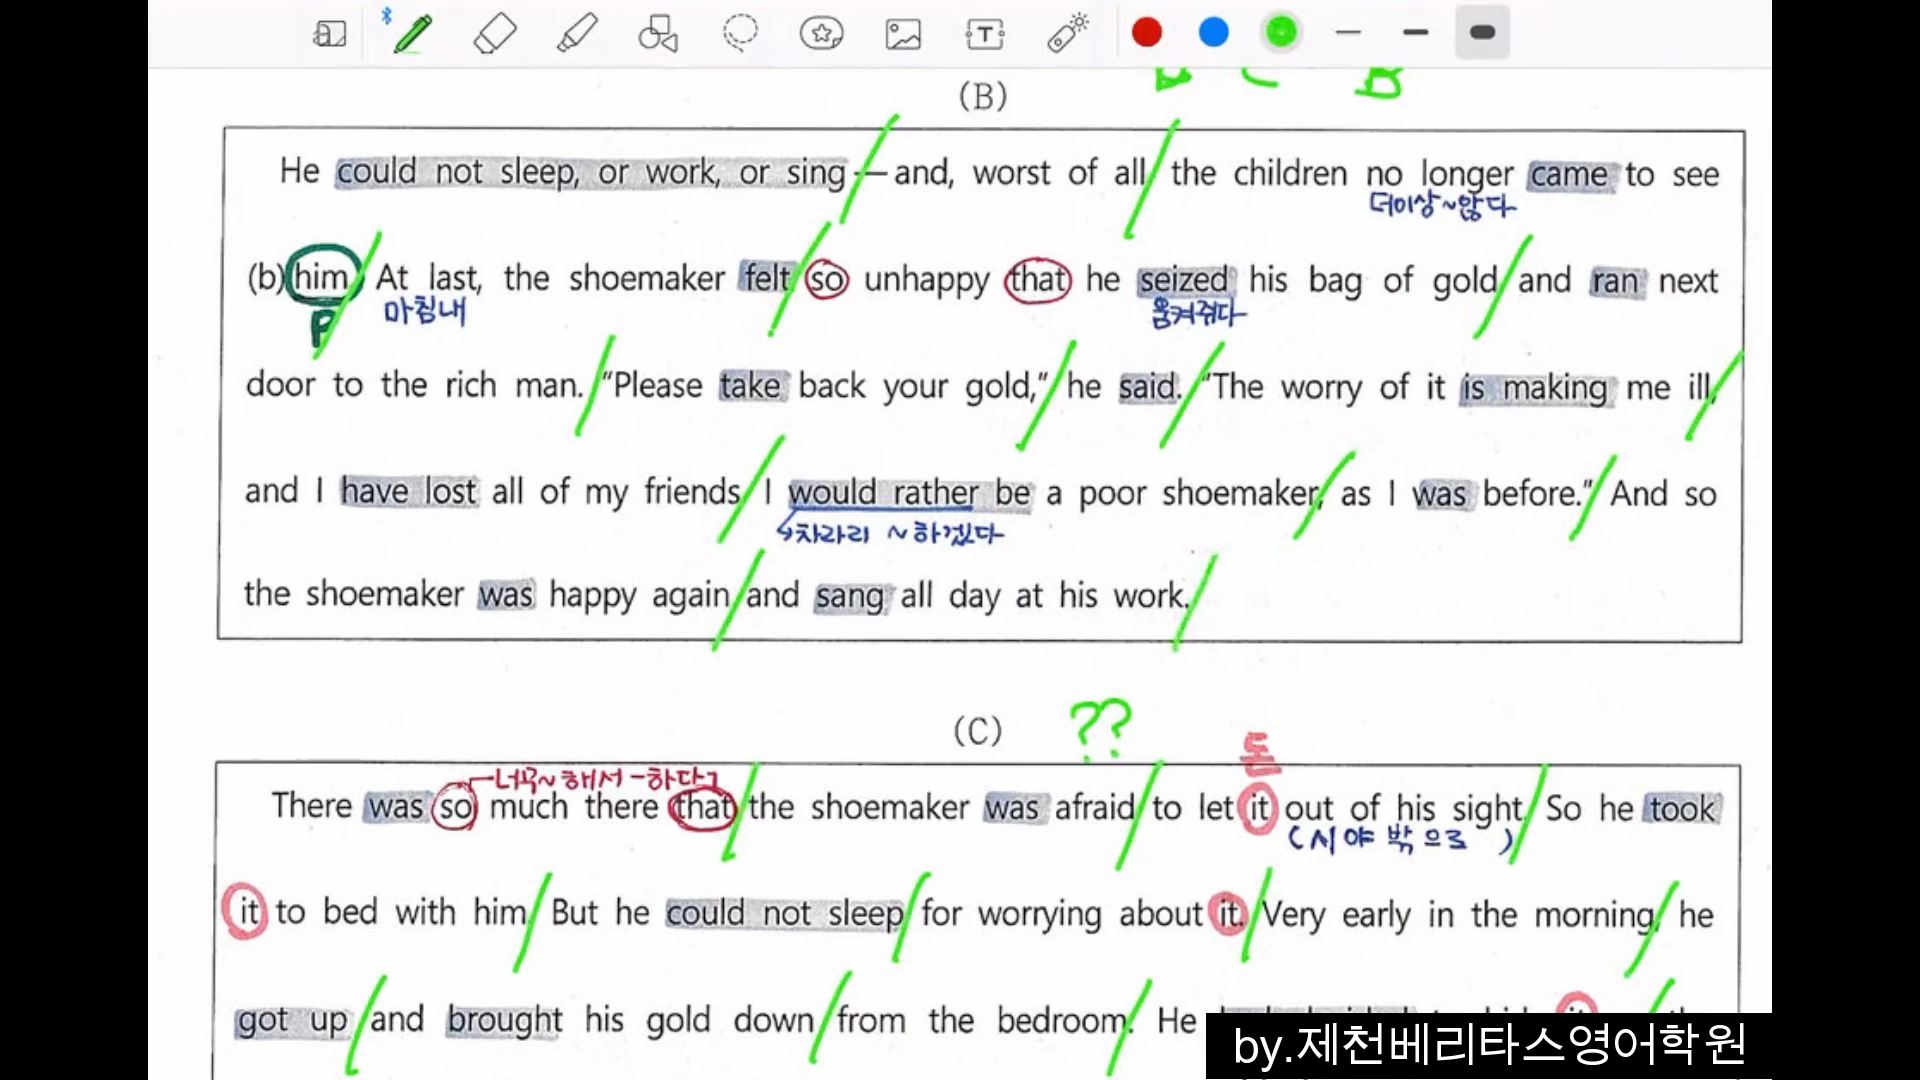 T
D C B
(B)
He could not sleep, or work, or sing — and, worst of all, the children no longer came to see
더이상~않다
(b) him. At last, the shoemaker felt so unhappy that he seized his bag of gold and ran next
P 마침내 움켜쥐다
door to the rich man. "Please take back your gold," he said. "The worry of it is making me ill,
and I have lost all of my friends. I would rather be a poor shoemaker, as I was before." And so
차라리 ~하겠다
the shoemaker was happy again and sang all day at his work.
(C) ??
돈
너무~해서 -하다
There was so much there that the shoemaker was afraid to let it out of his sight. So he took
(시야 밖으로 )
it to bed with him. But he could not sleep for worrying about it. Very early in the morning, he
got up and brought his gold down from the bedroom. He
by.제천베리타스영어학원